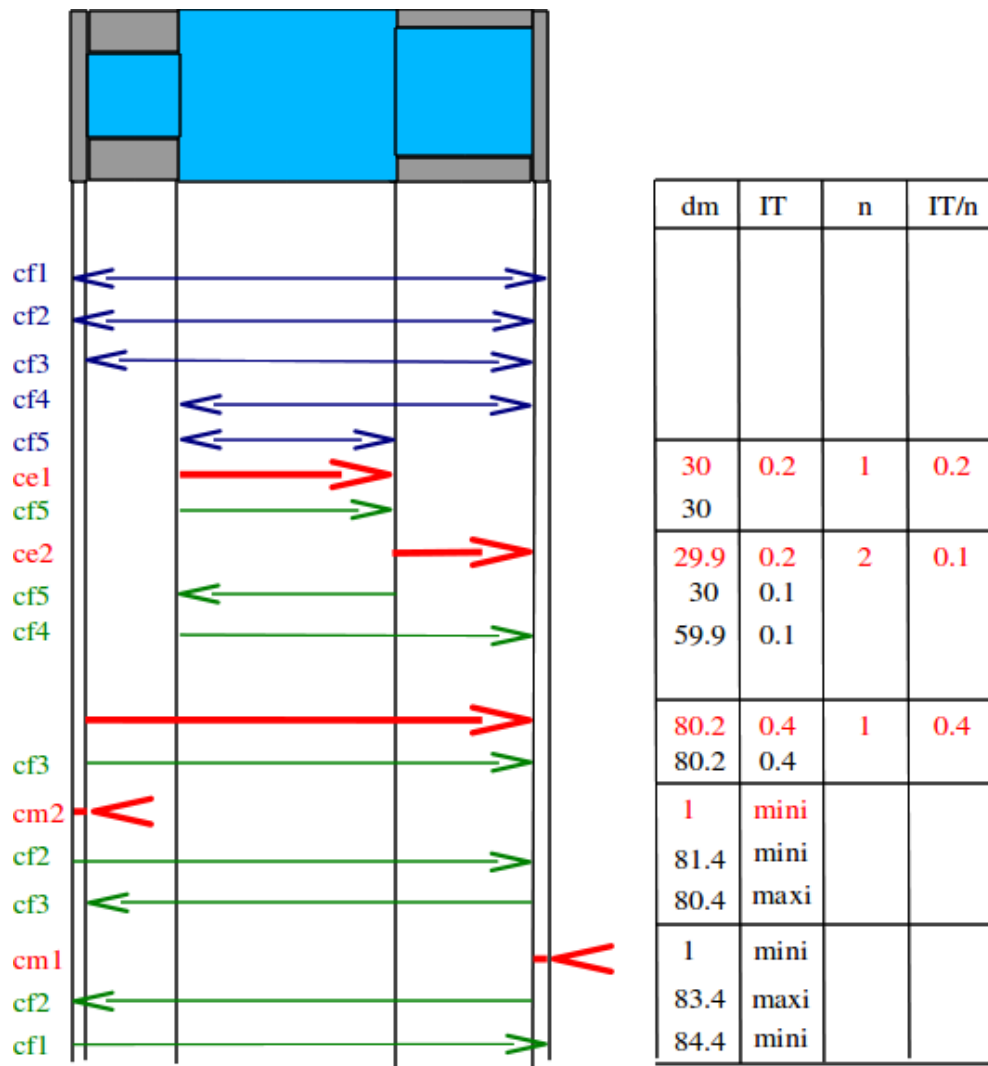 dm IT n IT/n
cf1
cf2
cf3
cf4
cf5
ce1 30 0.2 1 0.2
cf5 30
ce2 29.9 0.2 2 0.1
cf5 30 0.1
cf4 59.9 0.1
80.2 0.4 1 0.4
cf3 80.2 0.4
cm2 1 mini
cf2 81.4 mini
cf3 80.4 maxi
cm1 1 mini
cf2 83.4 maxi
cf1 84.4 mini